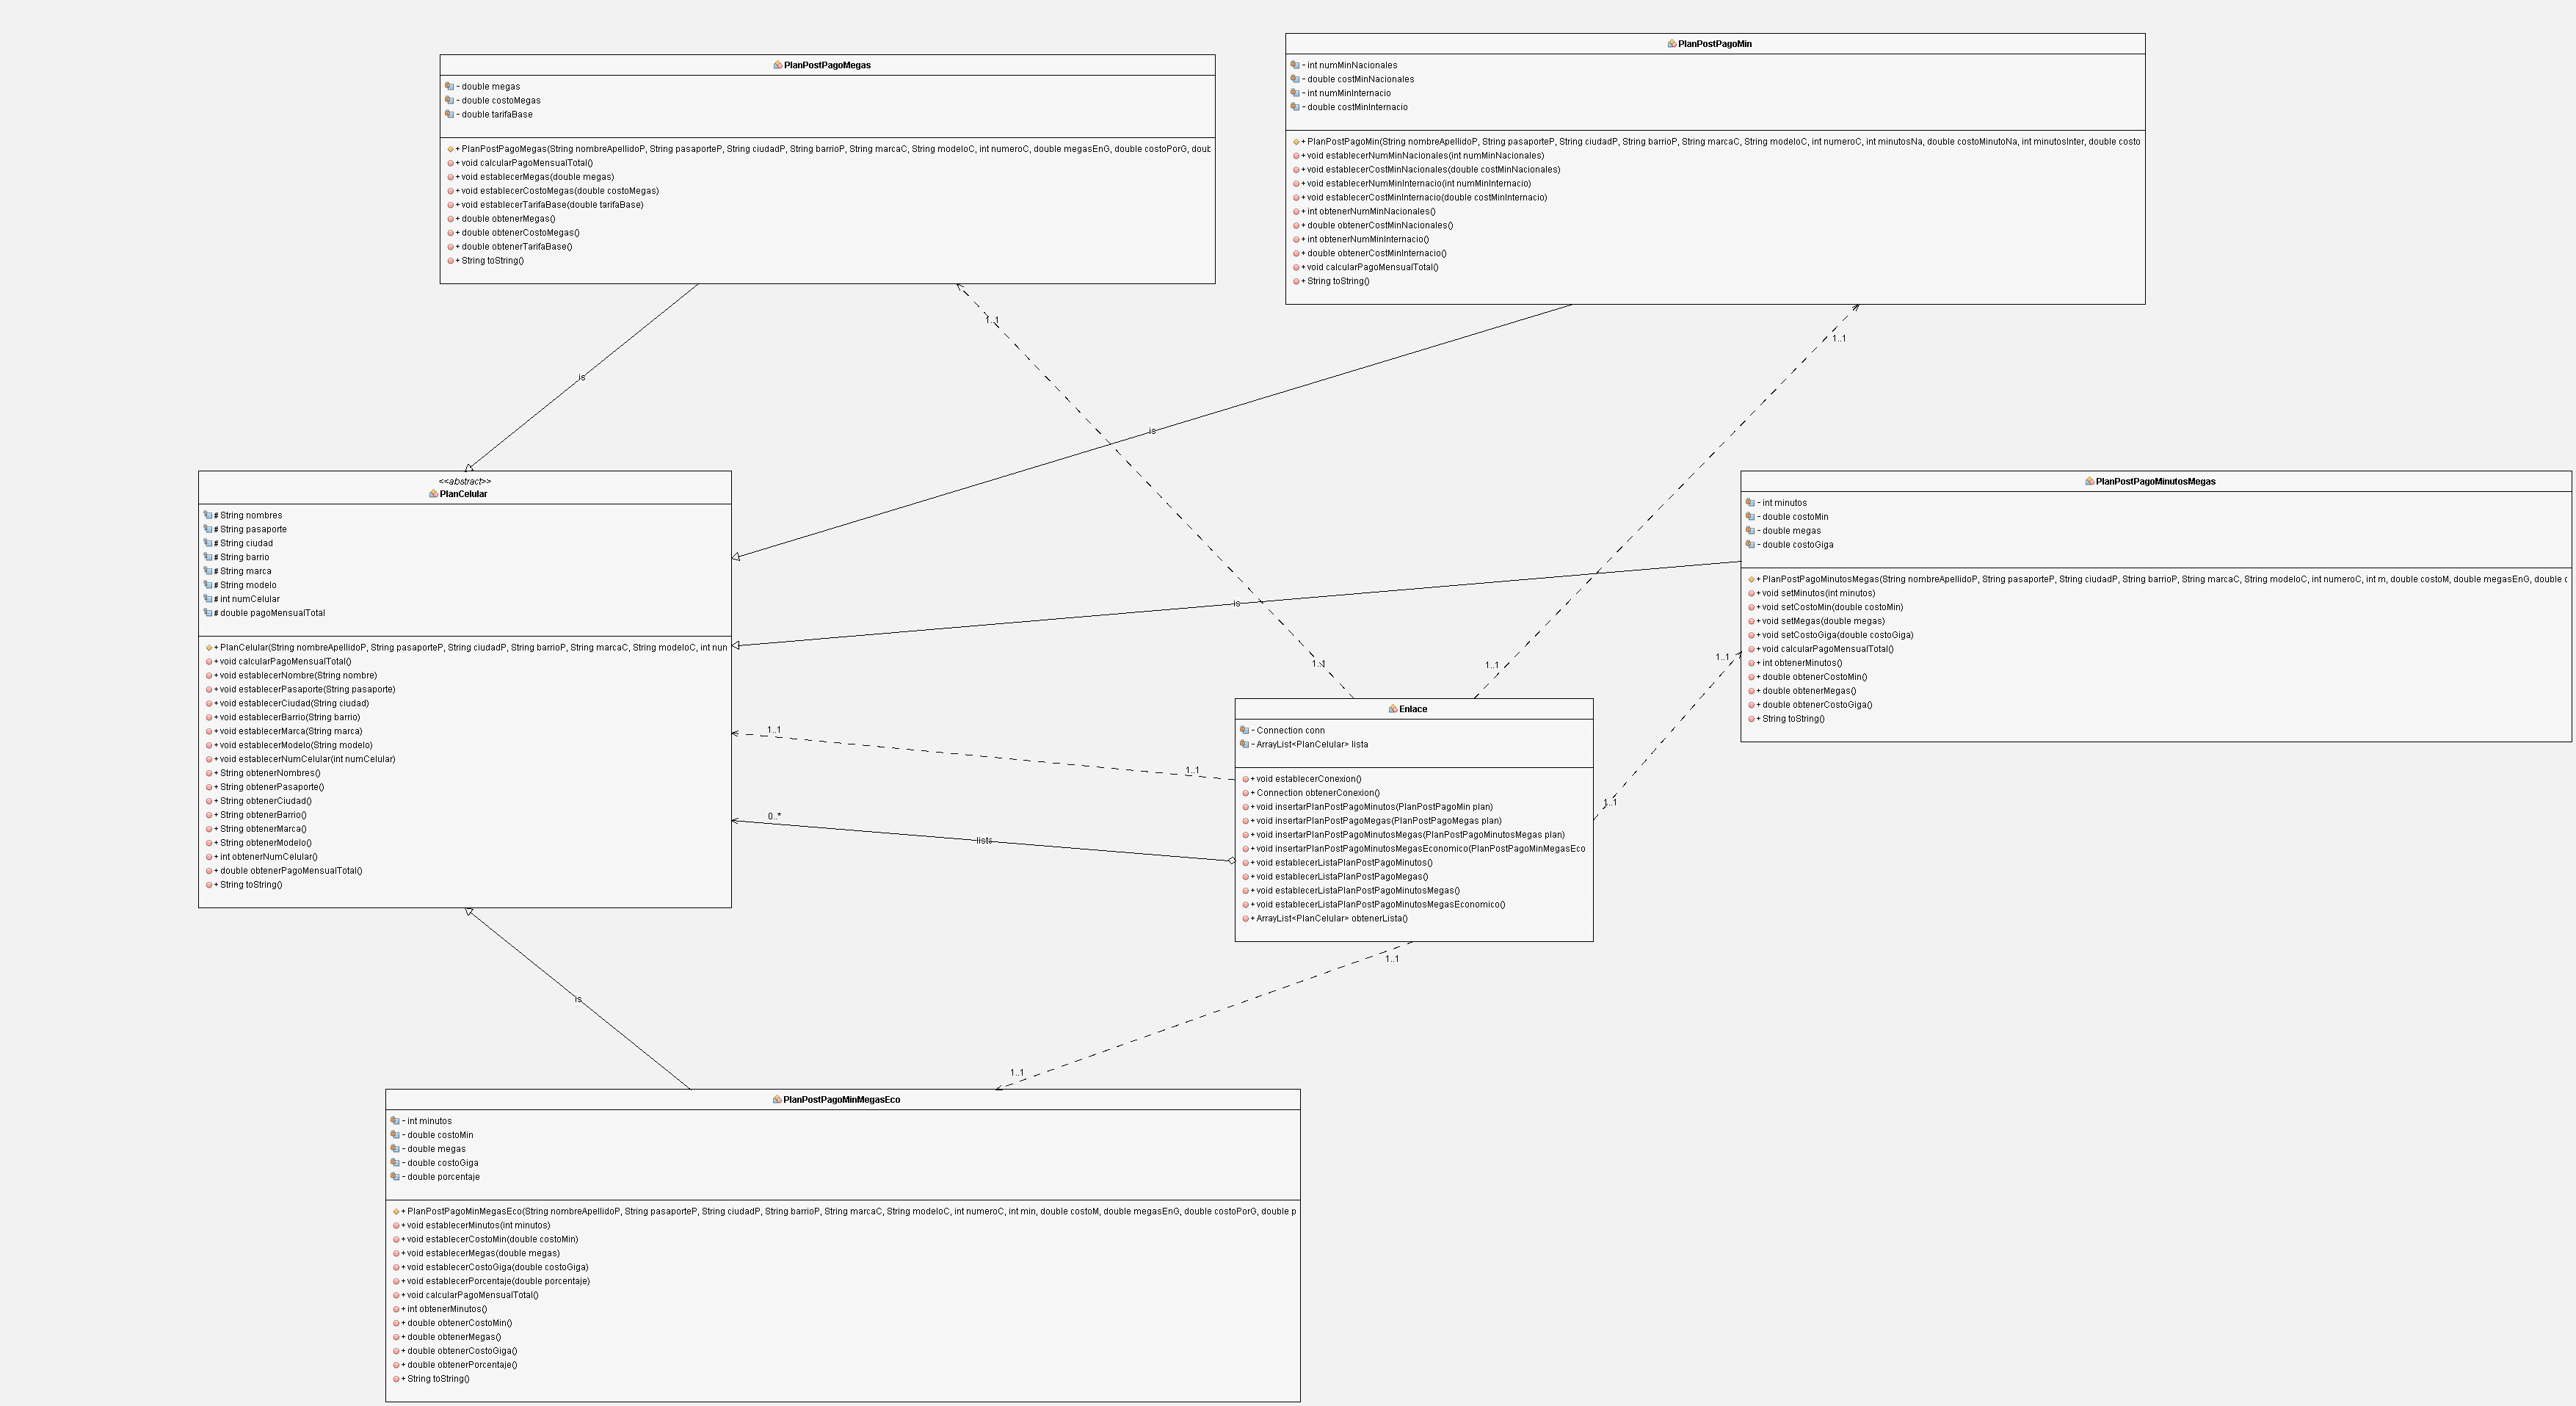 PlanPostPagoMegas
- double megas
- double costoMegas
- double tarifaBase
+ PlanPostPagoMegas(String nombreApellidoP, String pasaporteP, String ciudadP, String barrioP, String marcaC, String modeloC, int numeroC, double megasEnG, double costoPorG, doub
+ void calcularPagoMensualTotal()
+ void establecerMegas(double megas)
+ void establecerCostoMegas(double costoMegas)
+ void establecerTarifaBase(double tarifaBase)
+ double obtenerMegas()
+ double obtenerCostoMegas()
+ double obtenerTarifaBase()
+ String toString()
PlanPostPagoMin
- int numMinNacionales
- double costMinNacionales
- int numMinInternacio
- double costMinInternacio
+ PlanPostPagoMin(String nombreApellidoP, String pasaporteP, String ciudadP, String barrioP, String marcaC, String modeloC, int numeroC, int minutosNa, double costoMinutoNa, int minutosInter, double costo
+ void establecerNumMinNacionales(int numMinNacionales)
+ void establecerCostMinNacionales(double costMinNacionales)
+ void establecerNumMinInternacio(int numMinInternacio)
+ void establecerCostMinInternacio(double costMinInternacio)
+ int obtenerNumMinNacionales()
+ double obtenerCostMinNacionales()
+ int obtenerNumMinInternacio()
+ double obtenerCostMinInternacio()
+ void calcularPagoMensualTotal()
+ String toString()
1..1
1..1
is
is
<<abstract>>
PlanCelular
# String nombres
# String pasaporte
# String ciudad
# String barrio
# String marca
# String modelo
# int numCelular
# double pagoMensualTotal
+ PlanCelular(String nombreApellidoP, String pasaporteP, String ciudadP, String barrioP, String marcaC, String modeloC, int num
+ void calcularPagoMensualTotal()
+ void establecerNombre(String nombre)
+ void establecerPasaporte(String pasaporte)
+ void establecerCiudad(String ciudad)
+ void establecerBarrio(String barrio)
+ void establecerMarca(String marca)
+ void establecerModelo(String modelo)
+ void establecerNumCelular(int numCelular)
+ String obtenerNombres()
+ String obtenerPasaporte()
+ String obtenerCiudad()
+ String obtenerBarrio()
+ String obtenerMarca()
+ String obtenerModelo()
+ int obtenerNumCelular()
+ double obtenerPagoMensualTotal()
+ String toString()
PlanPostPagoMinutosMegas
- int minutos
- double costoMin
- double megas
- double costoGiga
+ PlanPostPagoMinutosMegas(String nombreApellidoP, String pasaporteP, String ciudadP, String barrioP, String marcaC, String modeloC, int numeroC, int m, double costoM, double megasEnG, double c
+ void setMinutos(int minutos)
+ void setCostoMin(double costoMin)
+ void setMegas(double megas)
+ void setCostoGiga(double costoGiga)
+ void calcularPagoMensualTotal()
+ int obtenerMinutos()
+ double obtenerCostoMin()
+ double obtenerMegas()
+ double obtenerCostoGiga()
+ String toString()
is
1..1
1..1
1..1
1..1
1..1
1..1
0..*
lista
Enlace
- Connection conn
- ArrayList<PlanCelular> lista
+ void establecerConexion()
+ Connection obtenerConexion()
+ void insertarPlanPostPagoMinutos(PlanPostPagoMin plan)
+ void insertarPlanPostPagoMegas(PlanPostPagoMegas plan)
+ void insertarPlanPostPagoMinutosMegas(PlanPostPagoMinutosMegas plan)
+ void insertarPlanPostPagoMinutosMegasEconomico(PlanPostPagoMinMegasEco
+ void establecerListaPlanPostPagoMinutos()
+ void establecerListaPlanPostPagoMegas()
+ void establecerListaPlanPostPagoMinutosMegas()
+ void establecerListaPlanPostPagoMinutosMegasEconomico()
+ ArrayList<PlanCelular> obtenerLista()
1..1
is
1..1
PlanPostPagoMinMegasEco
- int minutos
- double costoMin
- double megas
- double costoGiga
- double porcentaje
+ PlanPostPagoMinMegasEco(String nombreApellidoP, String pasaporteP, String ciudadP, String barrioP, String marcaC, String modeloC, int numeroC, int min, double costoM, double megasEnG, double costoPorG, double p
+ void establecerMinutos(int minutos)
+ void establecerCostoMin(double costoMin)
+ void establecerMegas(double megas)
+ void establecerCostoGiga(double costoGiga)
+ void establecerPorcentaje(double porcentaje)
+ void calcularPagoMensualTotal()
+ int obtenerMinutos()
+ double obtenerCostoMin()
+ double obtenerMegas()
+ double obtenerCostoGiga()
+ double obtenerPorcentaje()
+ String toString()